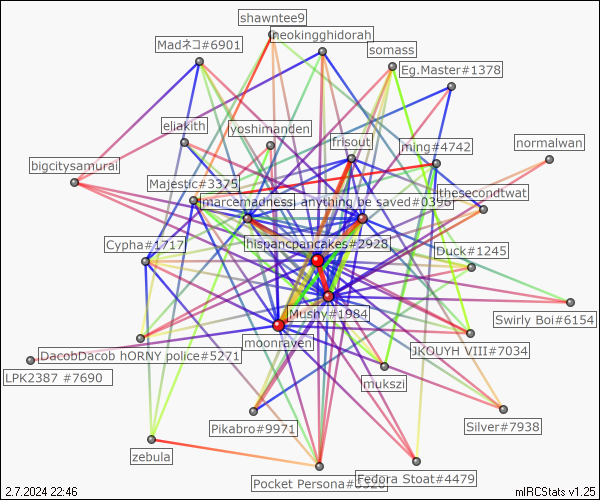 shawntee9
neokingghidorah
Madネコ#6901
somass
Eg.Master#1378
eliakith
yoshimanden
frisout
ming#4742
normalwan
bigcitysamurai
Majestic#3375
ithesecondtwat
marcemadness
anything be saved#0396
Cypha#1717
hispancpancakes#2928
Duck#1245
Mushy#1984
Swirly Boi#6154
moonraven
DacobDacob hORNY police#5271
JKOUYH VIII#7034
LPK2387 #7690
mukszi
Pikabro#9971
Silver#7938
zebula
Pocket Persona
Fedora Stoat#4479
2.7.2024 22:46
mIRCStats v1.25